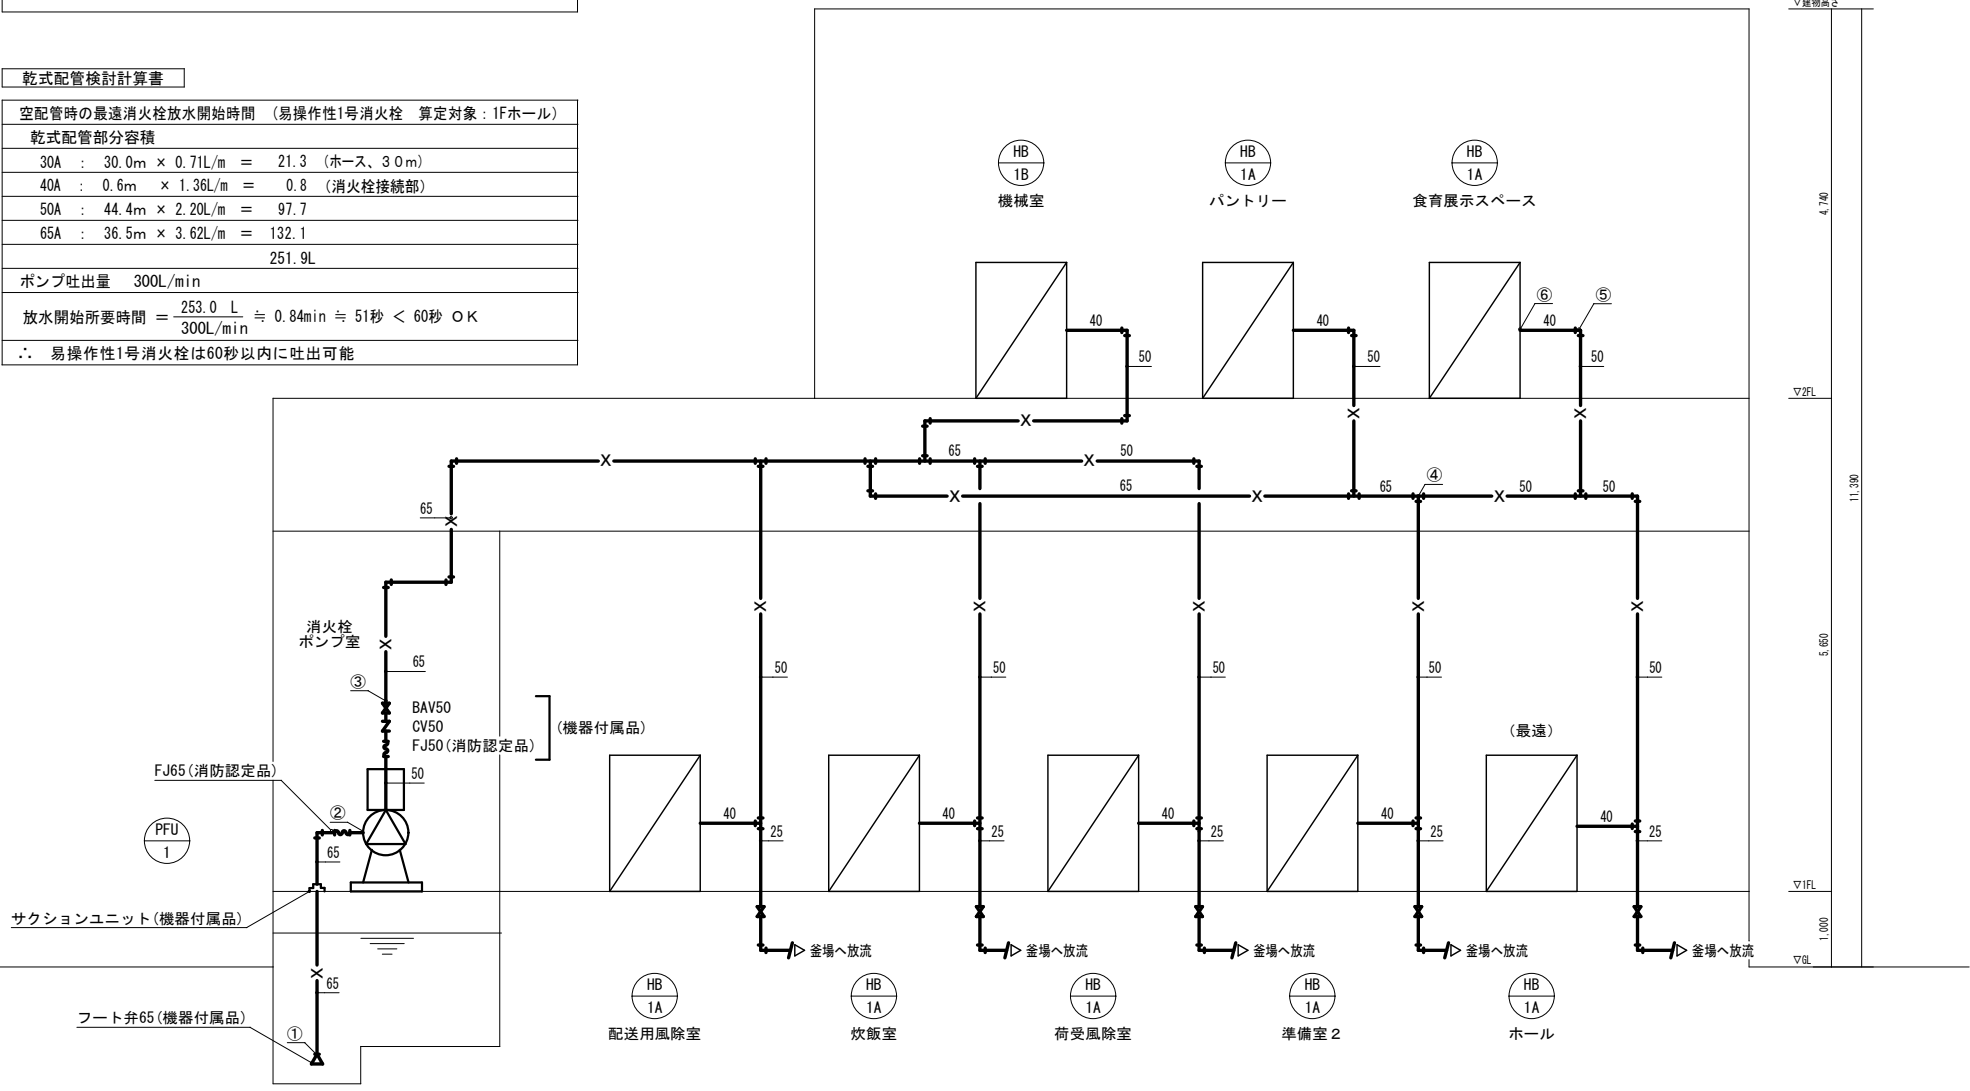 ▽建物高さ
乾式配管検討計算書
空配管時の最遠消火栓放水開始時間 (易操作性1号消火栓 算定対象：1Fホール)
乾式配管部分容積
30A : 30.0m × 0.71L/m = 21.3 (ホース、３０m)
40A : 0.6m × 1.36L/m = 0.8 (消火栓接続部)
50A : 44.4m × 2.20L/m = 97.7
65A : 36.5m × 3.62L/m = 132.1
251.9L
ポンプ吐出量 300L/min
放水開始所要時間 = 253.0 L / 300L/min ≒ 0.84min ≒ 51秒 < 60秒 ＯＫ
∴ 易操作性1号消火栓は60秒以内に吐出可能
HB 1B
機械室
HB 1A
パントリー
HB 1A
食育展示スペース
4,740
⑥ ⑤
40 40 40
50 50 50
▽2FL
X X X
X X 65 X 50
④
65
X 65 X 65 X 50 50
X
11,390
消火栓
ポンプ室
X
X X X X X
5,650
65
50 50 50 50 50
③
BAV50
CV50
FJ50(消防認定品)
(機器付属品)
(最遠)
FJ65(消防認定品)
50
②
PFU 1
40 40 40 40 40
25 25 25 25 25
65
▽1FL
サクションユニット(機器付属品)
1,000
釜場へ放流 釜場へ放流 釜場へ放流 釜場へ放流 釜場へ放流
▽GL
X
65
HB 1A
配送用風除室
HB 1A
炊飯室
HB 1A
荷受風除室
HB 1A
準備室２
HB 1A
ホール
フート弁65(機器付属品)
①